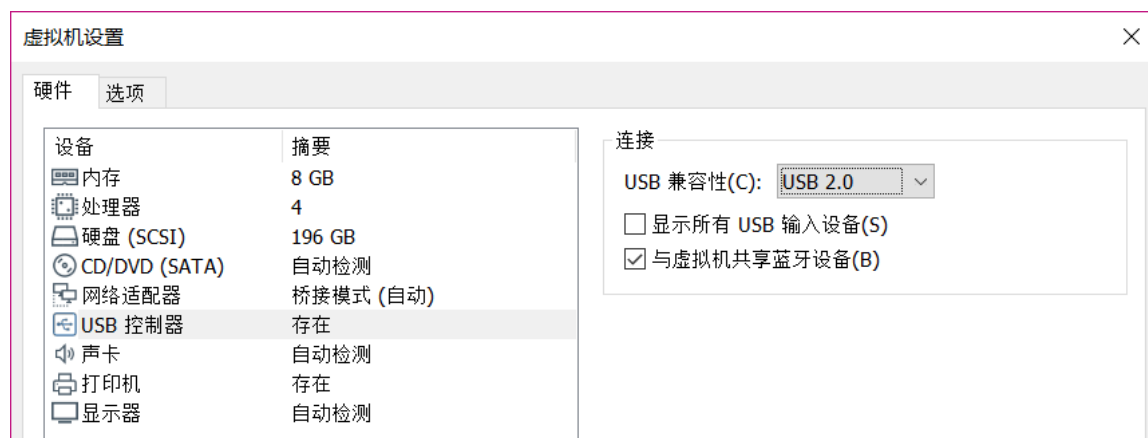 虚拟机设置
硬件 选项
设备 摘要
内存 8 GB
处理器 4
硬盘 (SCSI) 196 GB
CD/DVD (SATA) 自动检测
网络适配器 桥接模式 (自动)
USB 控制器 存在
声卡 自动检测
打印机 存在
显示器 自动检测
连接
USB 兼容性(C): USB 2.0
显示所有 USB 输入设备(S)
与虚拟机共享蓝牙设备(B)